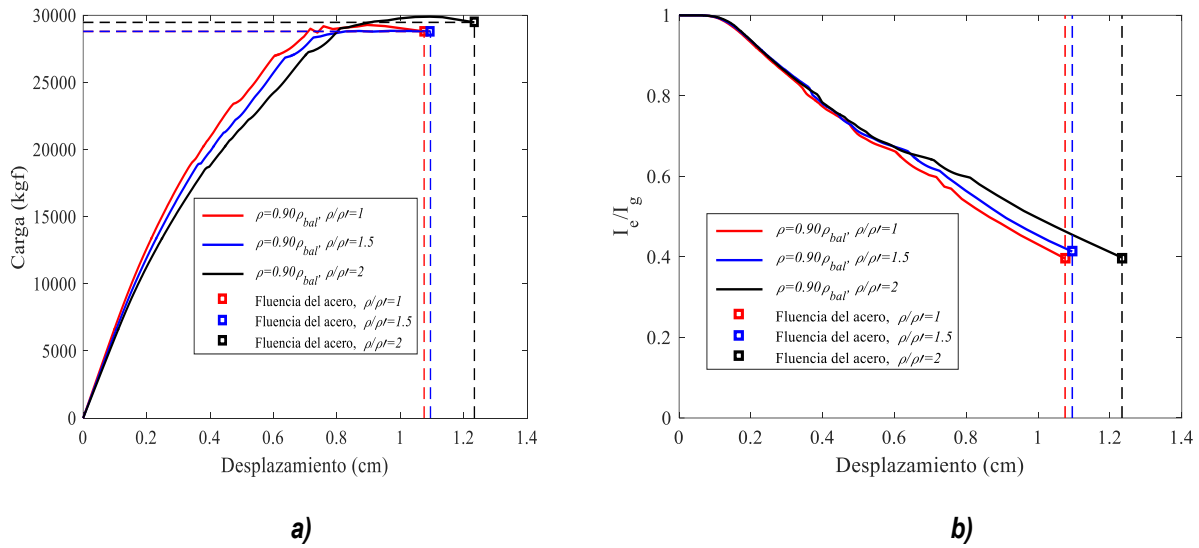 30000
25000
20000
15000
10000
5000
0
Carga (kgf)
ρ=0.90ρbal, ρ/ρ′=1
ρ=0.90ρbal, ρ/ρ′=1.5
ρ=0.90ρbal, ρ/ρ′=2
Fluencia del acero, ρ/ρ′=1
Fluencia del acero, ρ/ρ′=1.5
Fluencia del acero, ρ/ρ′=2
0 0.2 0.4 0.6 0.8 1 1.2 1.4
Desplazamiento (cm)
a)
1
0.8
0.6
0.4
0.2
0
Ie/Ig
ρ=0.90ρbal, ρ/ρ′=1
ρ=0.90ρbal, ρ/ρ′=1.5
ρ=0.90ρbal, ρ/ρ′=2
Fluencia del acero, ρ/ρ′=1
Fluencia del acero, ρ/ρ′=1.5
Fluencia del acero, ρ/ρ′=2
0 0.2 0.4 0.6 0.8 1 1.2 1.4
Desplazamiento (cm)
b)